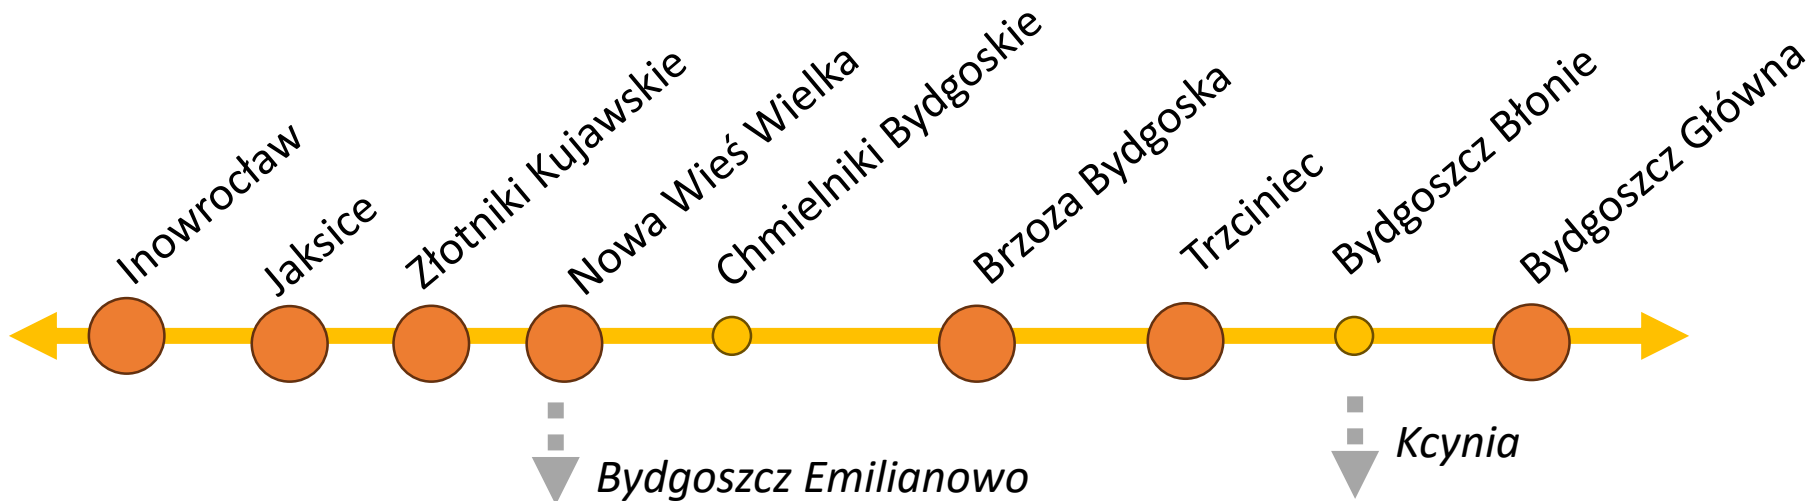 Inowrocław
Jaksice
Złotniki Kujawskie
Nowa Wieś Wielka
Chmielniki Bydgoskie
Brzoza Bydgoska
Trzciniec
Bydgoszcz Błonie
Bydgoszcz Główna
Bydgoszcz Emilianowo
Kcynia